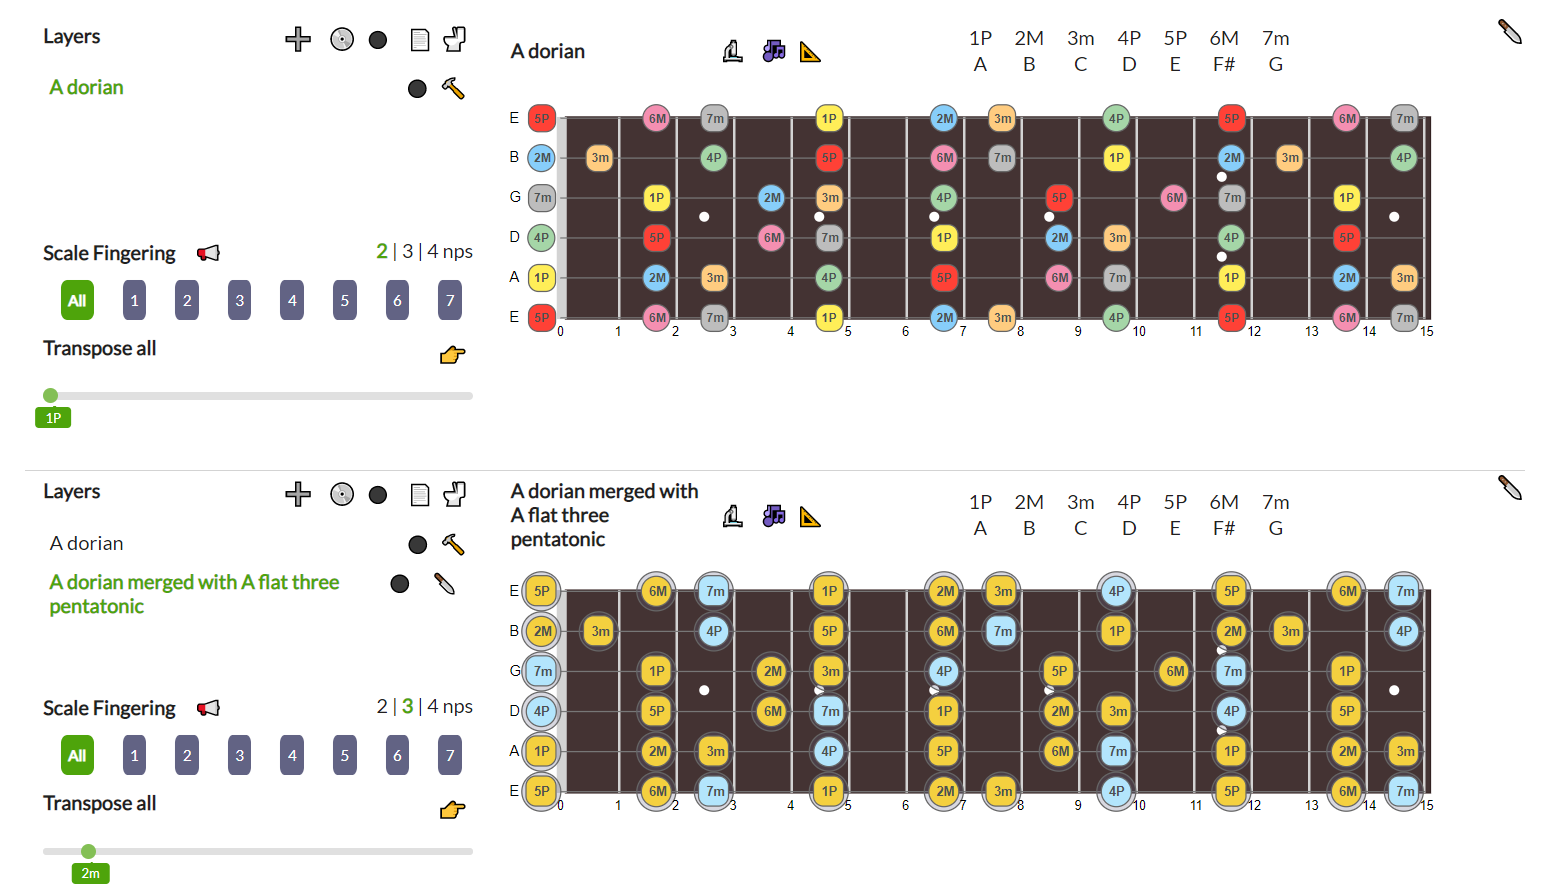 Layers
A dorian
Scale Fingering
2 | 3 | 4 nps
All 1 2 3 4 5 6 7
Transpose all
1P
A dorian
1P 2M 3m 4P 5P 6M 7m
A B C D E F# G
E 5P 6M 7m 1P 2M 3m 4P 5P 6M 7m
B 2M 3m 4P 5P 6M 7m 1P 2M 3m 4P
G 7m 1P 2M 3m 4P 5P 6M 7m 1P
D 4P 5P 6M 7m 1P 2M 3m 4P 5P
A 1P 2M 3m 4P 5P 6M 7m 1P 2M 3m
E 5P 6M 7m 1P 2M 3m 4P 5P 6M 7m
0 1 2 3 4 5 6 7 8 9 10 11 12 13 14 15
Layers
A dorian
A dorian merged with A flat three
pentatonic
Scale Fingering
2 | 3 | 4 nps
All 1 2 3 4 5 6 7
Transpose all
2m
A dorian merged with
A flat three
pentatonic
1P 2M 3m 4P 5P 6M 7m
A B C D E F# G
E 5P 6M 7m 1P 2M 3m 4P 5P 6M 7m
B 2M 3m 4P 5P 6M 7m 1P 2M 3m 4P
G 7m 1P 2M 3m 4P 5P 6M 7m 1P
D 4P 5P 6M 7m 1P 2M 3m 4P 5P
A 1P 2M 3m 4P 5P 6M 7m 1P 2M 3m
E 5P 6M 7m 1P 2M 3m 4P 5P 6M 7m
0 1 2 3 4 5 6 7 8 9 10 11 12 13 14 15